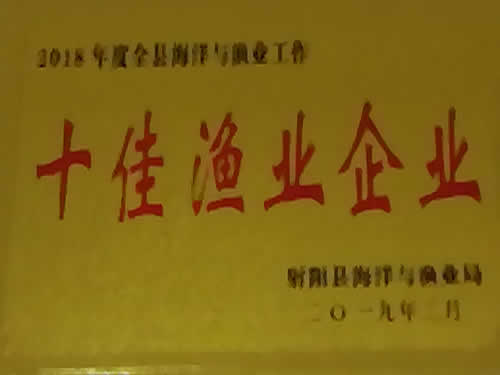 2018年度全县海洋与渔业工作
十佳渔业企业
射阳县海洋与渔业局
二〇一九年二月